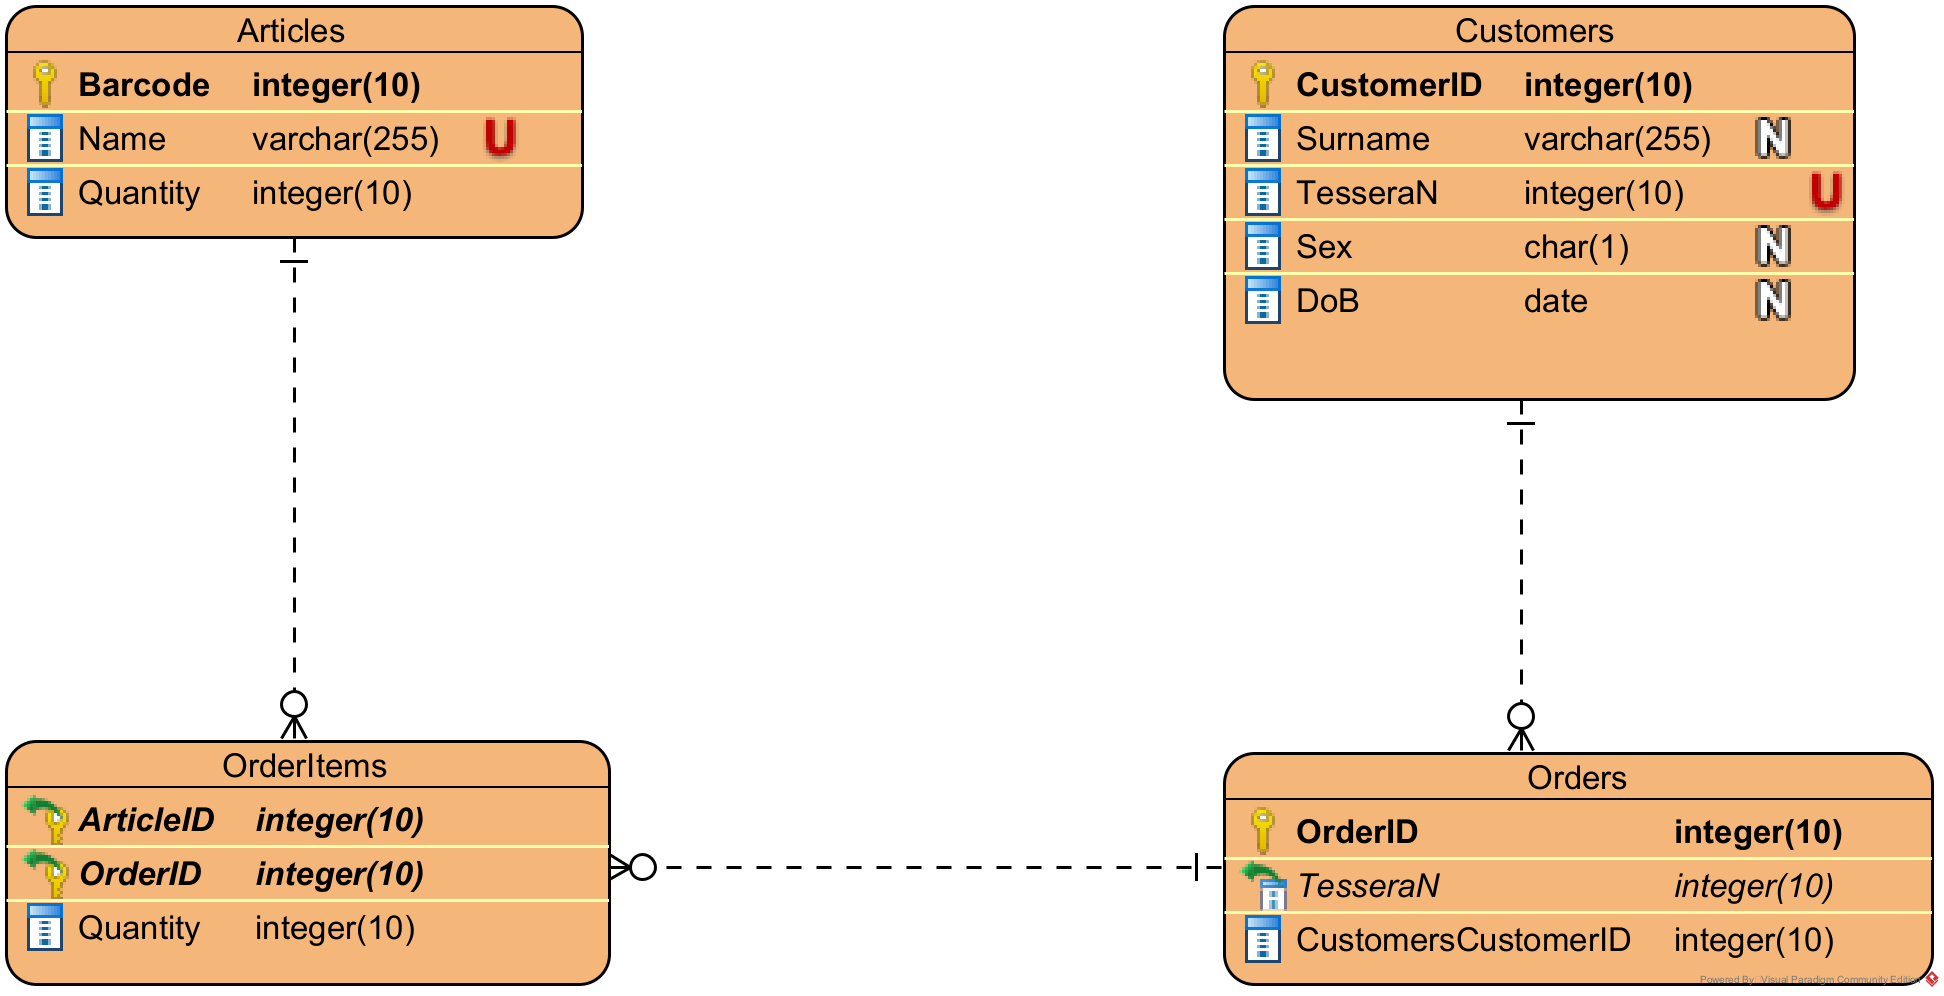 Articles
Barcode integer(10)
Name varchar(255) U
Quantity integer(10)
Customers
CustomerID integer(10)
Surname varchar(255) N
TesseraN integer(10) U
Sex char(1) N
DoB date N
OrderItems
ArticleID integer(10)
OrderID integer(10)
Quantity integer(10)
Orders
OrderID integer(10)
TesseraN integer(10)
CustomersCustomerID integer(10)
Powered By: Visual Paradigm Community Edition